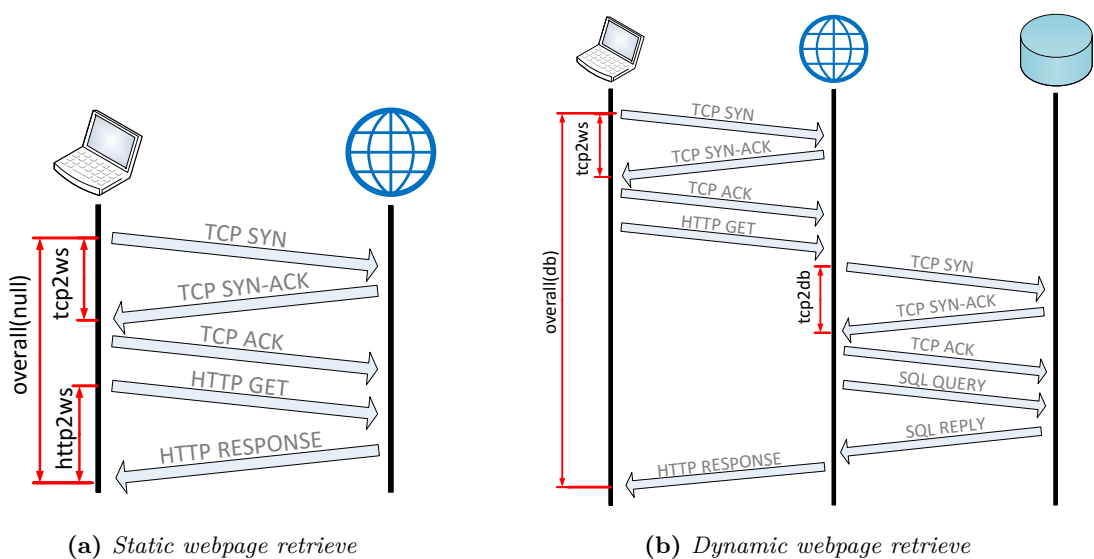 TCP SYN
TCP SYN-ACK
TCP ACK
HTTP GET
HTTP RESPONSE
overall(null)
tcp2ws
http2ws
(a) Static webpage retrieve
TCP SYN
TCP SYN-ACK
TCP ACK
HTTP GET
TCP SYN
TCP SYN-ACK
TCP ACK
SQL QUERY
SQL REPLY
HTTP RESPONSE
overall(db)
tcp2ws
tcp2db
(b) Dynamic webpage retrieve